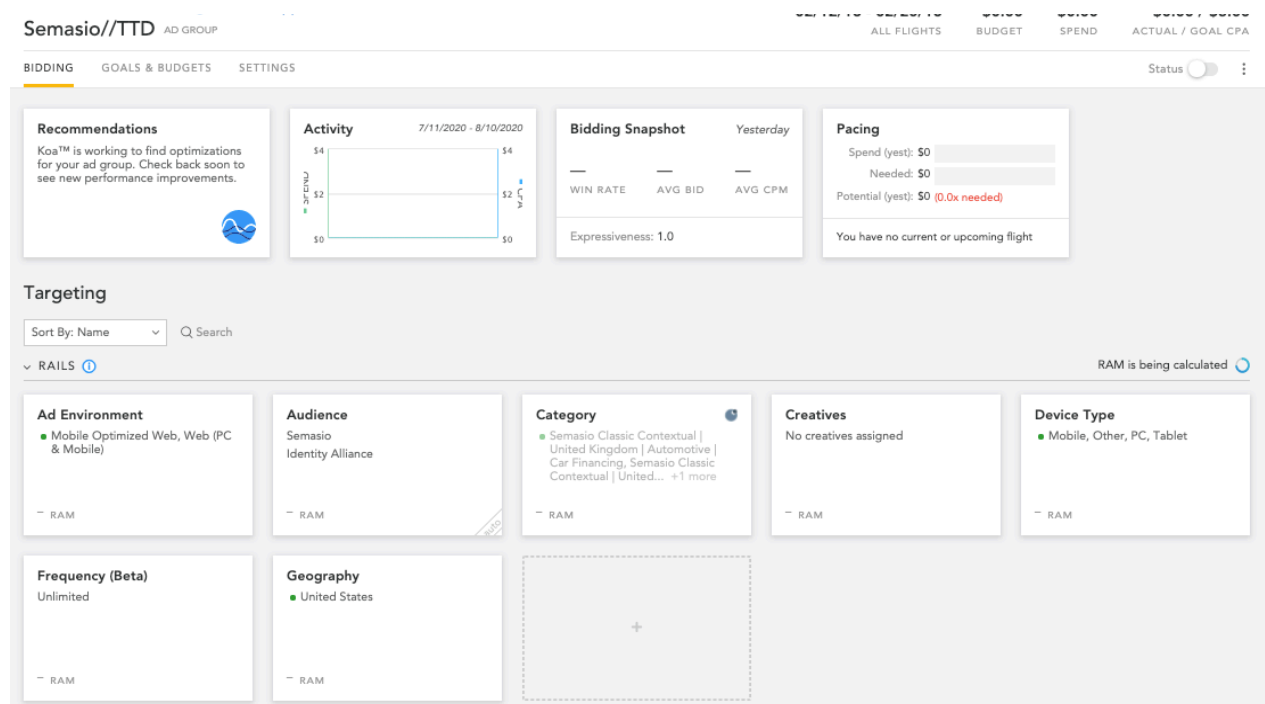 Semasio//TTD AD GROUP
ALL FLIGHTS BUDGET SPEND ACTUAL / GOAL CPA
BIDDING GOALS & BUDGETS SETTINGS Status
Recommendations
Koa™ is working to find optimizations
for your ad group. Check back soon to
see new performance improvements.
Activity 7/11/2020 - 8/10/2020
$4 $4
SPEND $2 $2 CPA
$0 $0
Bidding Snapshot Yesterday
— — —
WIN RATE AVG BID AVG CPM
Expressiveness: 1.0
Pacing
Spend (yest): $0
Needed: $0
Potential (yest): $0 (0.0x needed)
You have no current or upcoming flight
Targeting
Sort By: Name Search
RAILS RAM is being calculated
Ad Environment
Mobile Optimized Web, Web (PC
& Mobile)
– RAM
Audience
Semasio
Identity Alliance
– RAM
auto
Category
Semasio Classic Contextual |
United Kingdom | Automotive |
Car Financing, Semasio Classic
Contextual | United... +1 more
– RAM
Creatives
No creatives assigned
– RAM
Device Type
Mobile, Other, PC, Tablet
– RAM
Frequency (Beta)
Unlimited
– RAM
Geography
United States
– RAM
+